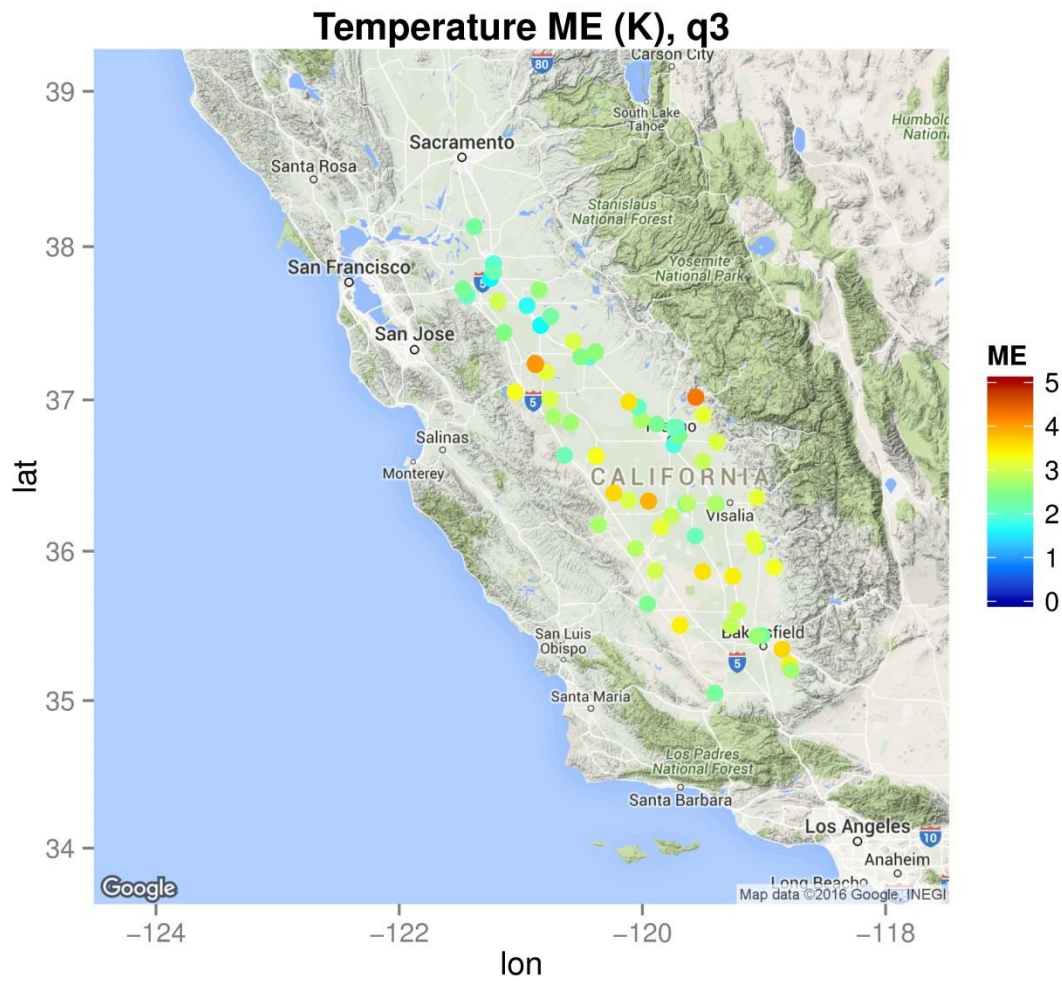 Temperature ME (K), q3
lat
39
38
37
36
35
34
80
Carson City
South Lake
Tahoe
Humbol
Nation
Sacramento
Santa Rosa
Stanislaus
National Forest
San Francisco
5
Yosemite
National Park
San Jose
5
Salinas
Monterey
CALIFORNIA
Visalia
San Luis
Obispo
Bakersfield
5
Santa Maria
Los Padres
National Forest
Santa Barbara
Los Angeles
10
Anaheim
Long Beach
Google
Map data ©2016 Google, INEGI
−124
−122
−120
−118
lon
ME
5
4
3
2
1
0